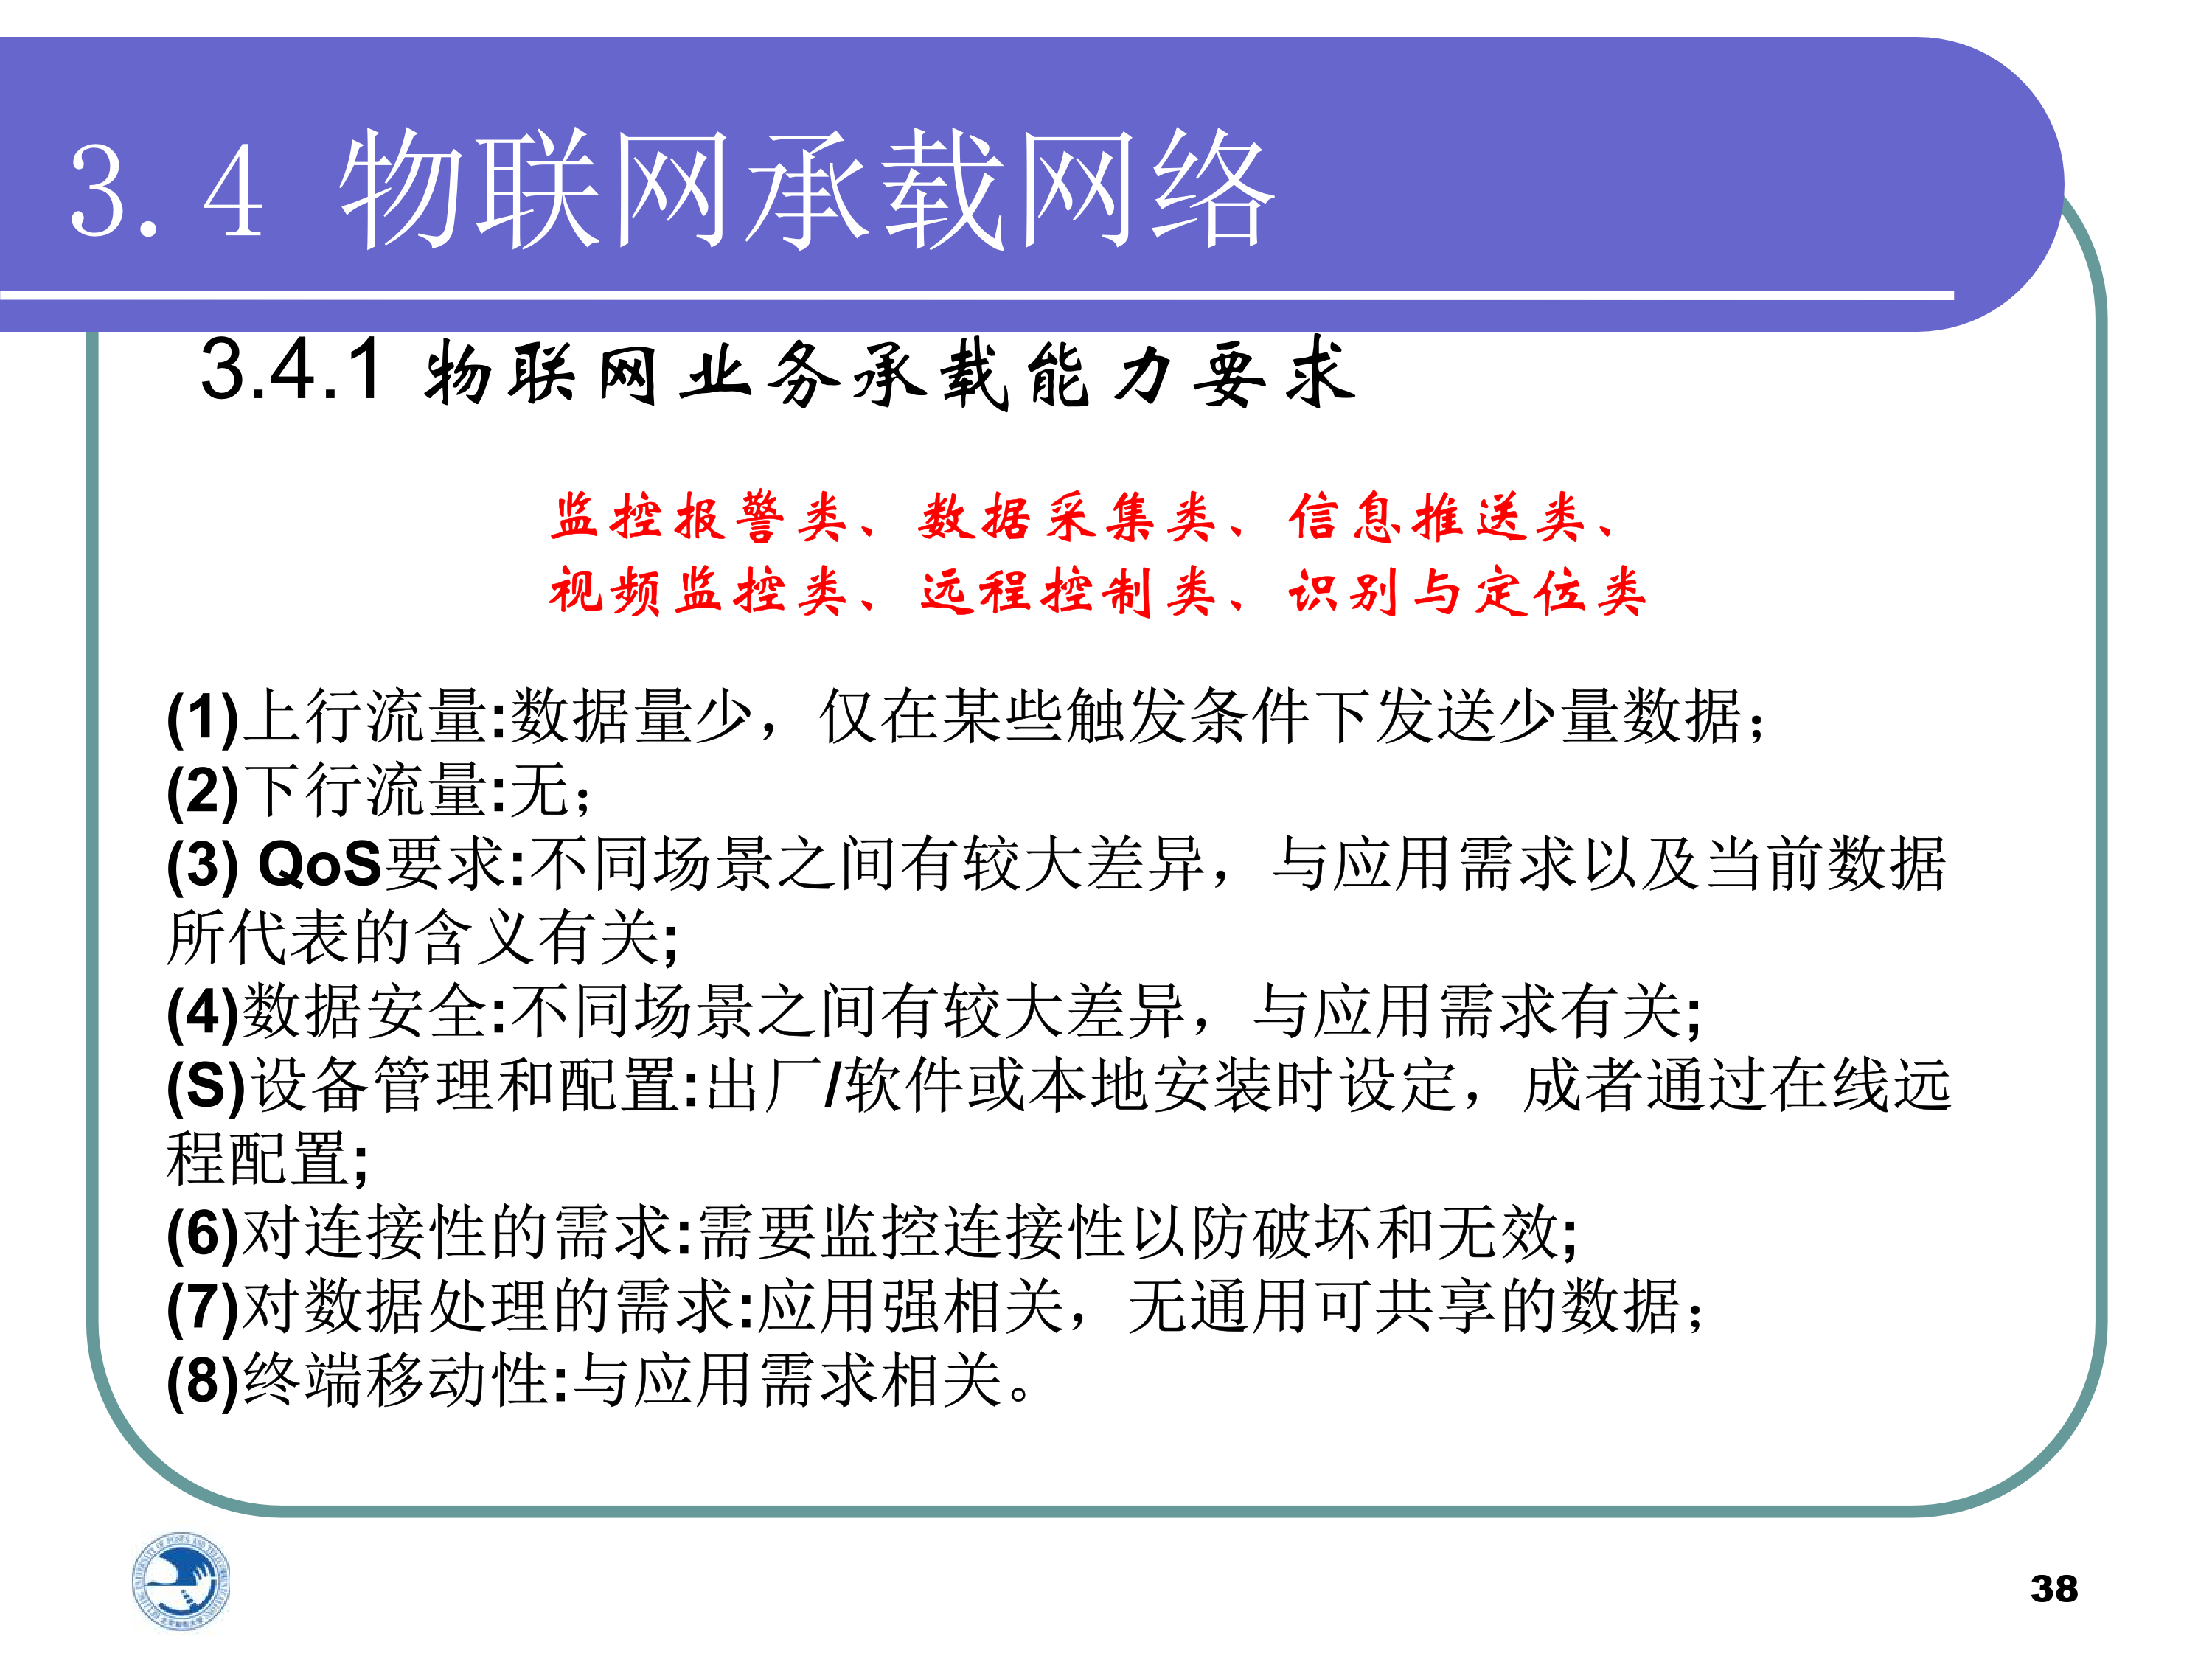 3.4 物联网承载网络
3.4.1 物联网业务承载能力要求
监控报警类、数据采集类、信息推送类、
视频监控类、远程控制类、识别与定位类
(1)上行流量:数据量少，仅在某些触发条件下发送少量数据；
(2)下行流量:无；
(3) QoS要求:不同场景之间有较大差异，与应用需求以及当前数据
所代表的含义有关;
(4)数据安全:不同场景之间有较大差异，与应用需求有关;
(S)设备管理和配置:出厂/软件或本地安装时设定，成者通过在线远
程配置;
(6)对连接性的需求:需要监控连接性以防破坏和无效;
(7)对数据处理的需求:应用强相关，无通用可共享的数据；
(8)终端移动性:与应用需求相关。
38